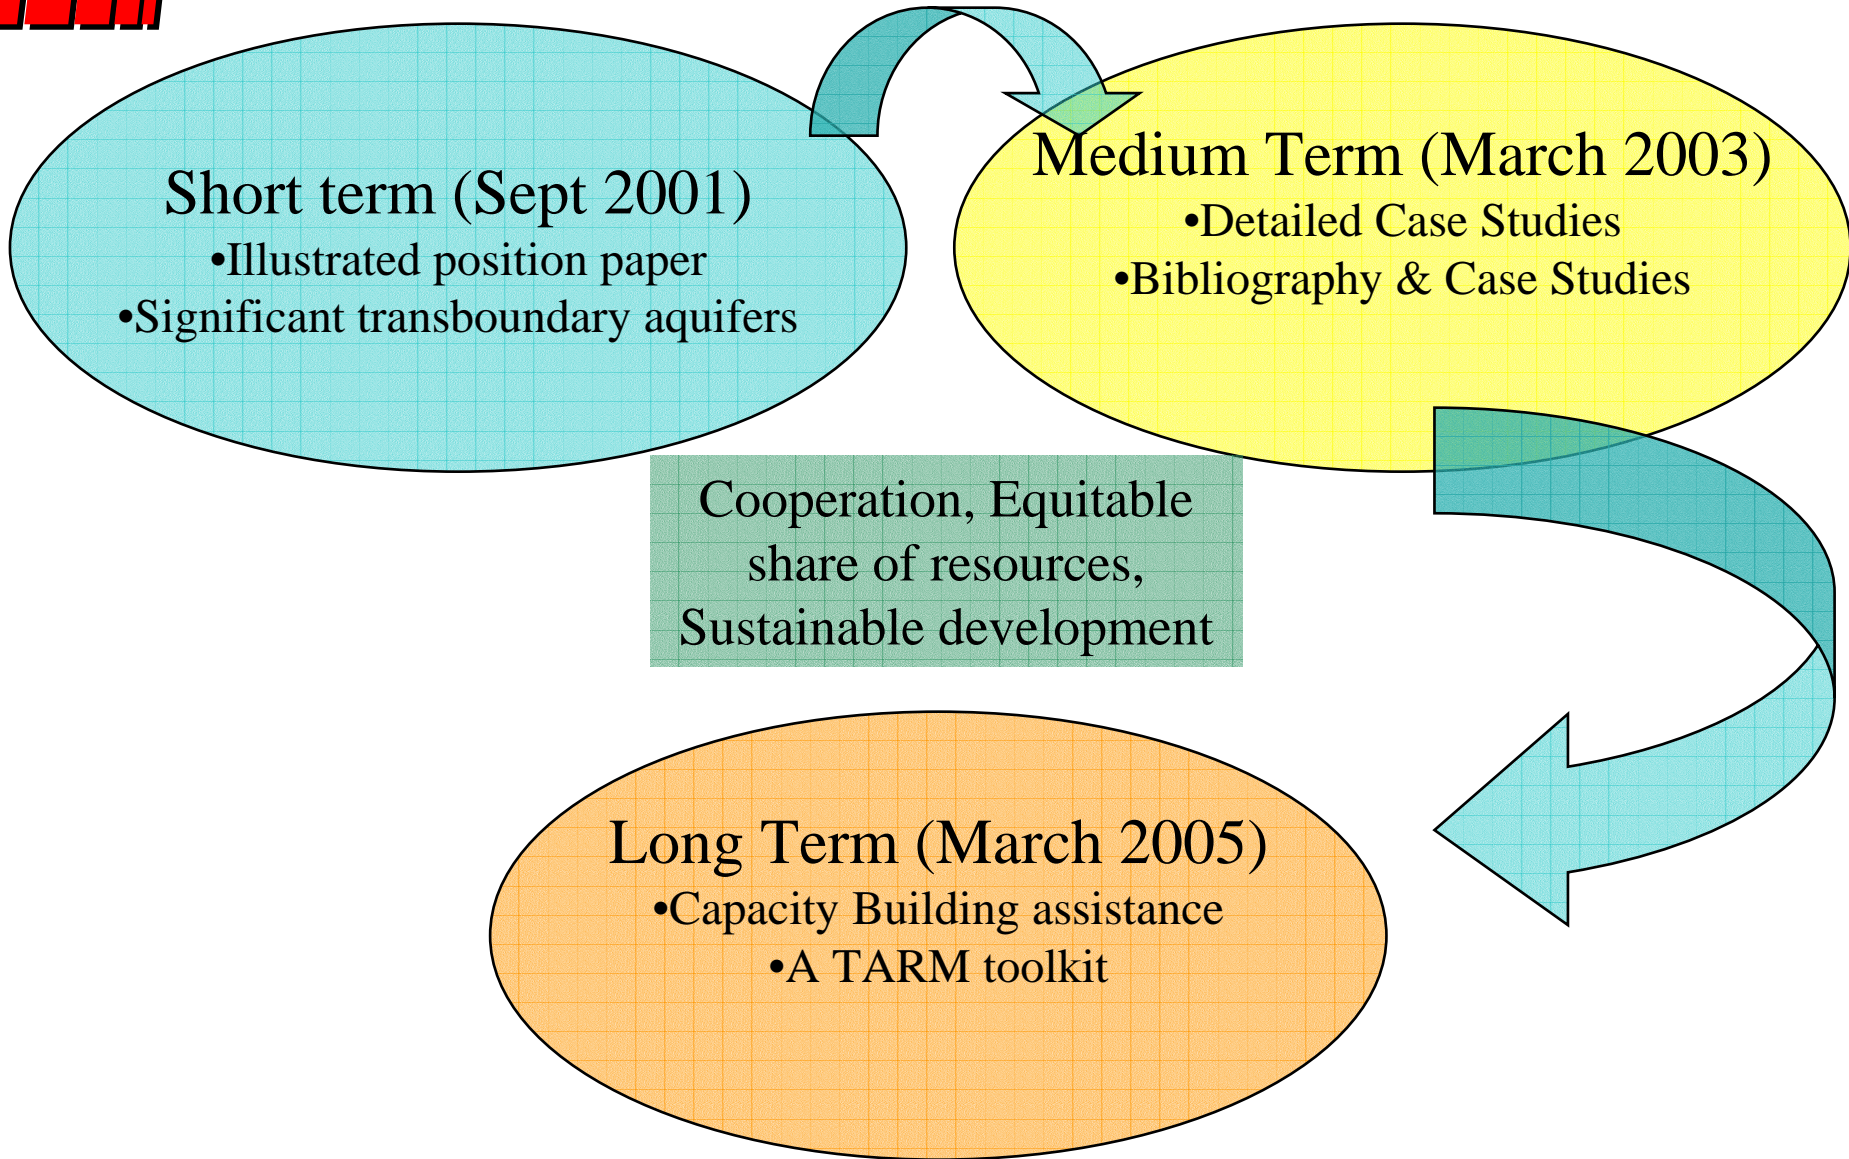 Short term (Sept 2001)
•Illustrated position paper
•Significant transboundary aquifers
Medium Term (March 2003)
•Detailed Case Studies
•Bibliography & Case Studies
Cooperation, Equitable
share of resources,
Sustainable development
Long Term (March 2005)
•Capacity Building assistance
•A TARM toolkit